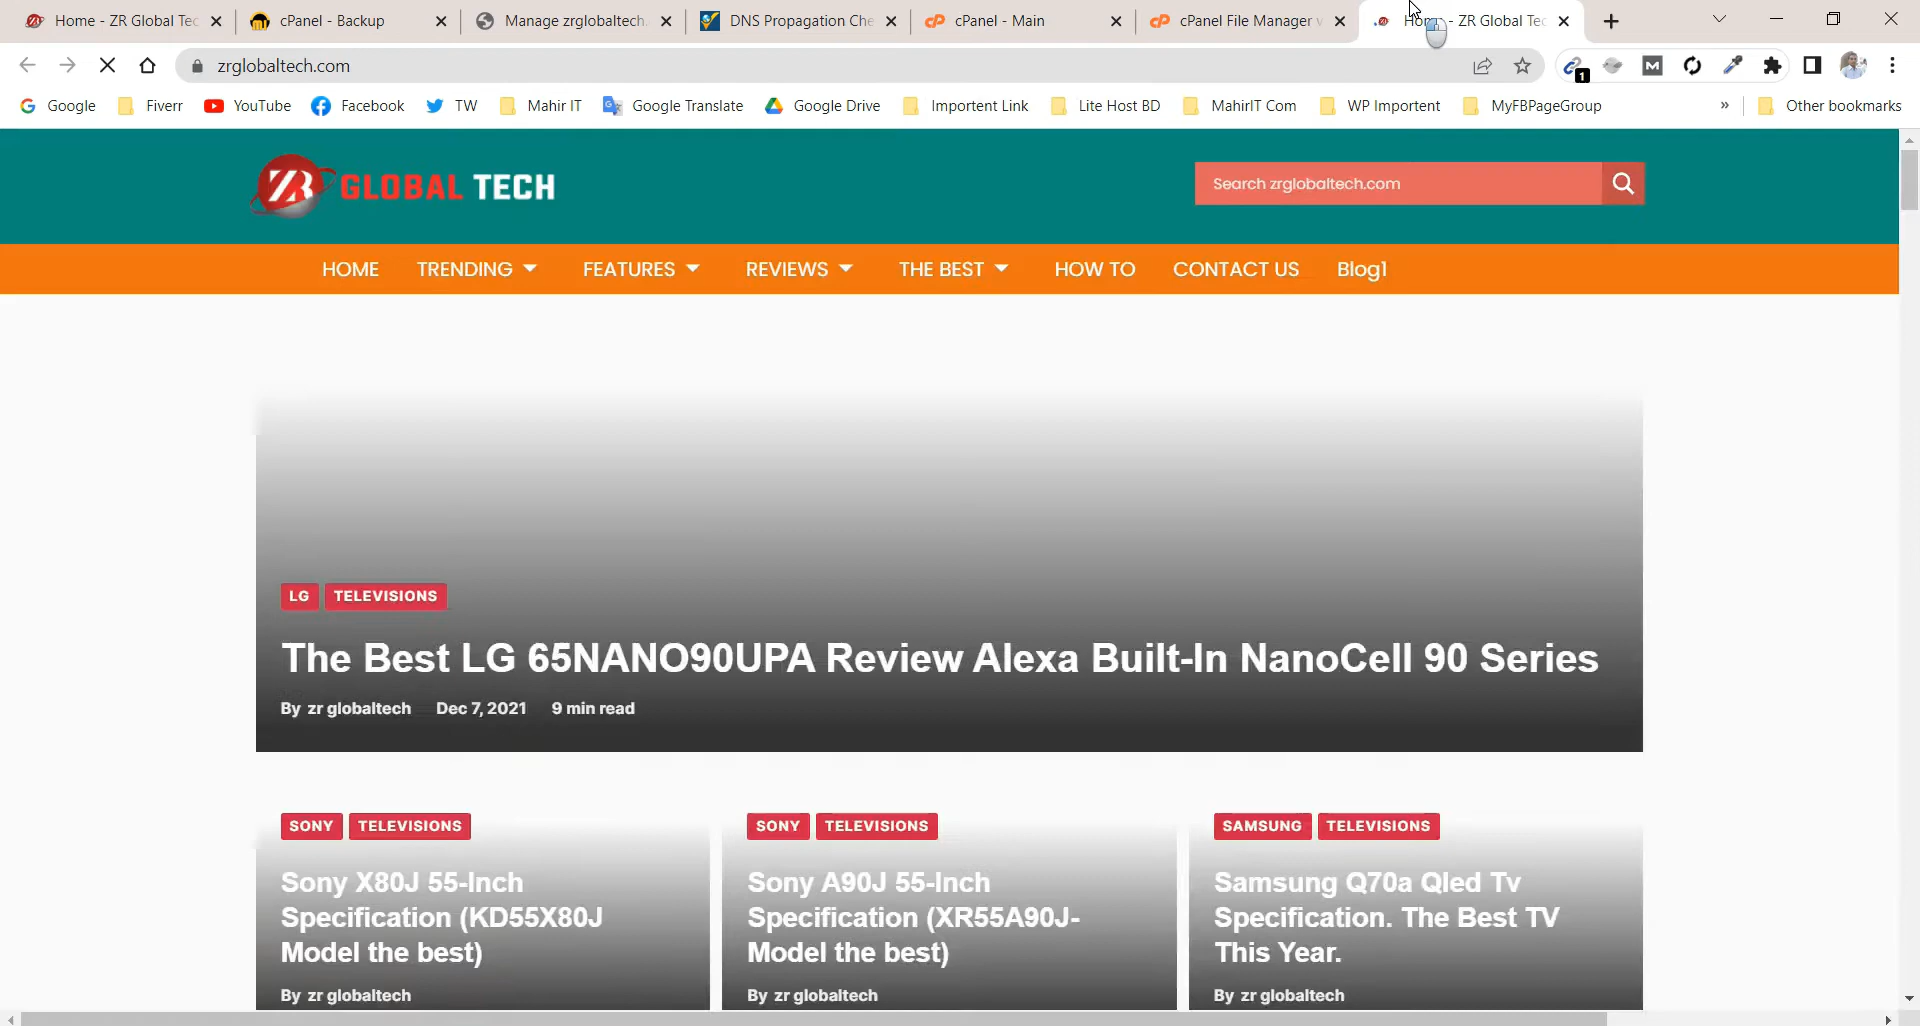 Home - ZR Global Tec
cPanel - Backup
Manage zrglobaltech.
DNS Propagation Che
cPanel - Main
cPanel File Manager v
- ZR Global Tec
zrglobaltech.com
1
Google
Fiverr
YouTube
Facebook
TW
Mahir IT
Google Translate
Google Drive
Importent Link
Lite Host BD
MahirIT Com
WP Importent
MyFBPageGroup
»
Other bookmarks
ZR GLOBAL TECH
Search zrglobaltech.com
HOME TRENDING FEATURES REVIEWS THE BEST HOW TO CONTACT US Blog1
LG TELEVISIONS
The Best LG 65NANO90UPA Review Alexa Built-In NanoCell 90 Series
By zr globaltech Dec 7, 2021 9 min read
SONY TELEVISIONS
Sony X80J 55-Inch
Specification (KD55X80J
Model the best)
By zr globaltech
SONY TELEVISIONS
Sony A90J 55-Inch
Specification (XR55A90J-
Model the best)
By zr globaltech
SAMSUNG TELEVISIONS
Samsung Q70a Qled Tv
Specification. The Best TV
This Year.
By zr globaltech